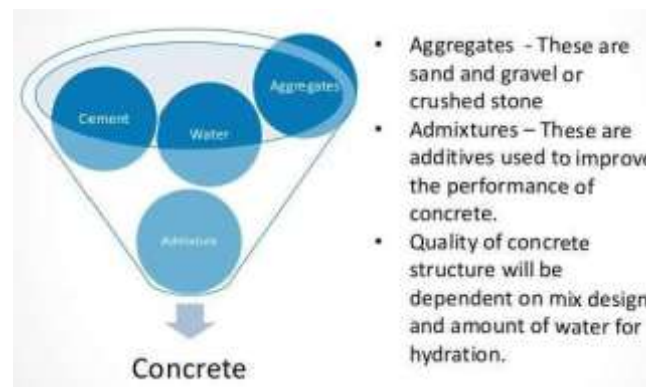 Cement
Water
Aggregates
Admixture
Concrete
• Aggregates - These are
sand and gravel or
crushed stone
• Admixtures – These are
additives used to improve
the performance of
concrete.
• Quality of concrete
structure will be
dependent on mix design
and amount of water for
hydration.